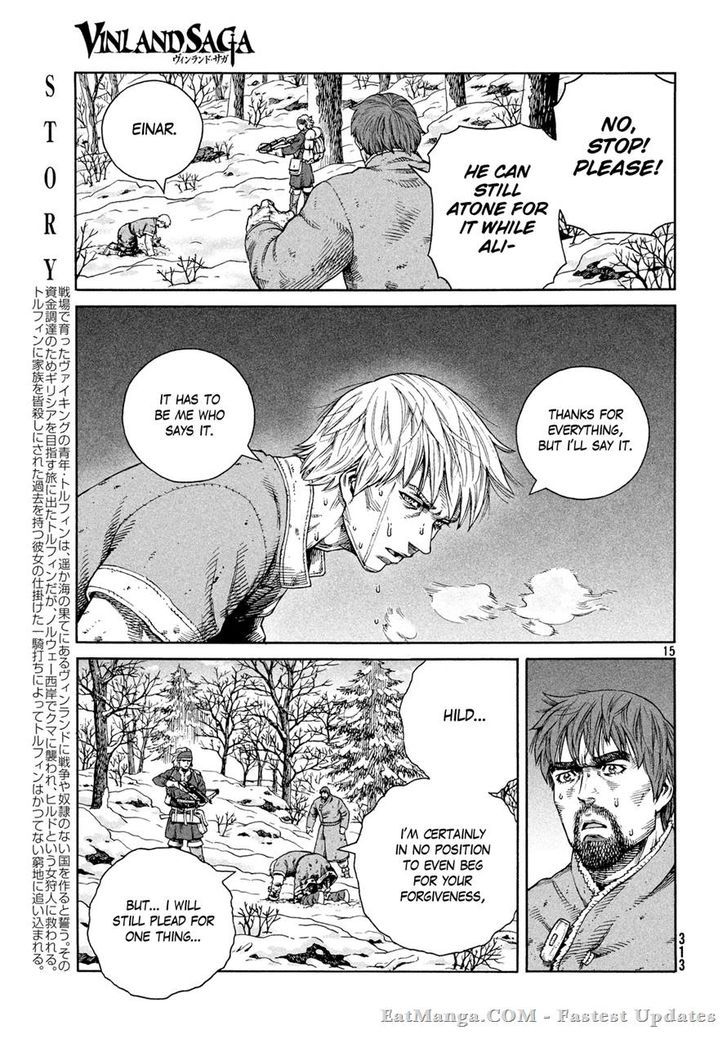 VINLAND SAGA
ヴィンランド・サガ
STORY
戦場で育ったヴァイキングの青年・トルフィンは、遥か海の果てにあるヴィンランドに戦争や奴隷のない国を作ると誓う。その
資金調達のためギリシアを目指す旅に出たトルフィンだが、ノルウェー西岸でクマに襲われ、ヒルドという女狩人に救われる。
トルフィンに家族を皆殺しにされた過去を持つ彼女の仕掛けた一騎打ちによってトルフィンはかつてない窮地に追い込まれる。
NO,
STOP!
PLEASE!
HE CAN
STILL
ATONE FOR
IT WHILE
ALI-
EINAR.
THANKS FOR
EVERYTHING,
BUT I'LL SAY IT.
IT HAS TO
BE ME WHO
SAYS IT.
15
HILD...
I'M CERTAINLY
IN NO POSITION
TO EVEN BEG
FOR YOUR
FORGIVENESS,
BUT... I WILL
STILL PLEAD FOR
ONE THING...
313
EatManga.COM - Fastest Updates